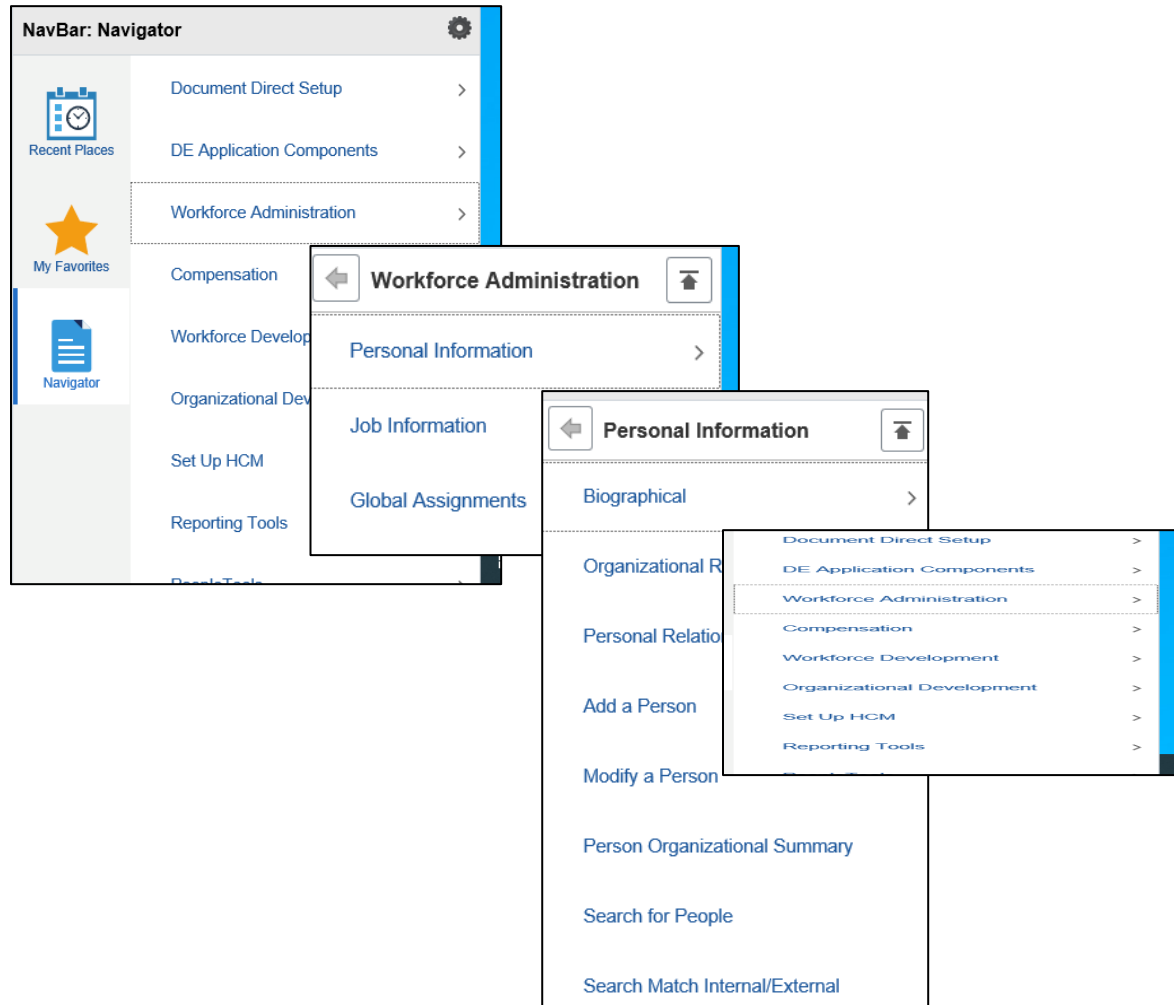 NavBar: Navigator
Recent Places
My Favorites
Navigator
Document Direct Setup
DE Application Components
Workforce Administration
Compensation
Workforce Develop
Organizational Dev
Set Up HCM
Reporting Tools
PeopleTools
Workforce Administration
Personal Information
Job Information
Global Assignments
Personal Information
Biographical
Organizational R
Personal Relatio
Add a Person
Modify a Person
Person Organizational Summary
Search for People
Search Match Internal/External
Document Direct Setup
DE Application Components
Workforce Administration
Compensation
Workforce Development
Organizational Development
Set Up HCM
Reporting Tools